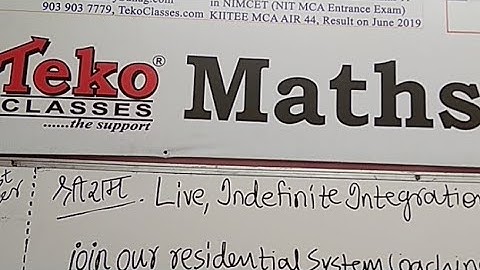 in NIMCET (NIT MCA Entrance Exam)
903 903 7779, TekoClasses.com KIITEE MCA AIR 44, Result on June 2019
Teko®
CLASSES
......the support
Maths
श्रीराम. Live, Indefinite Integration
join our residential System Coaching